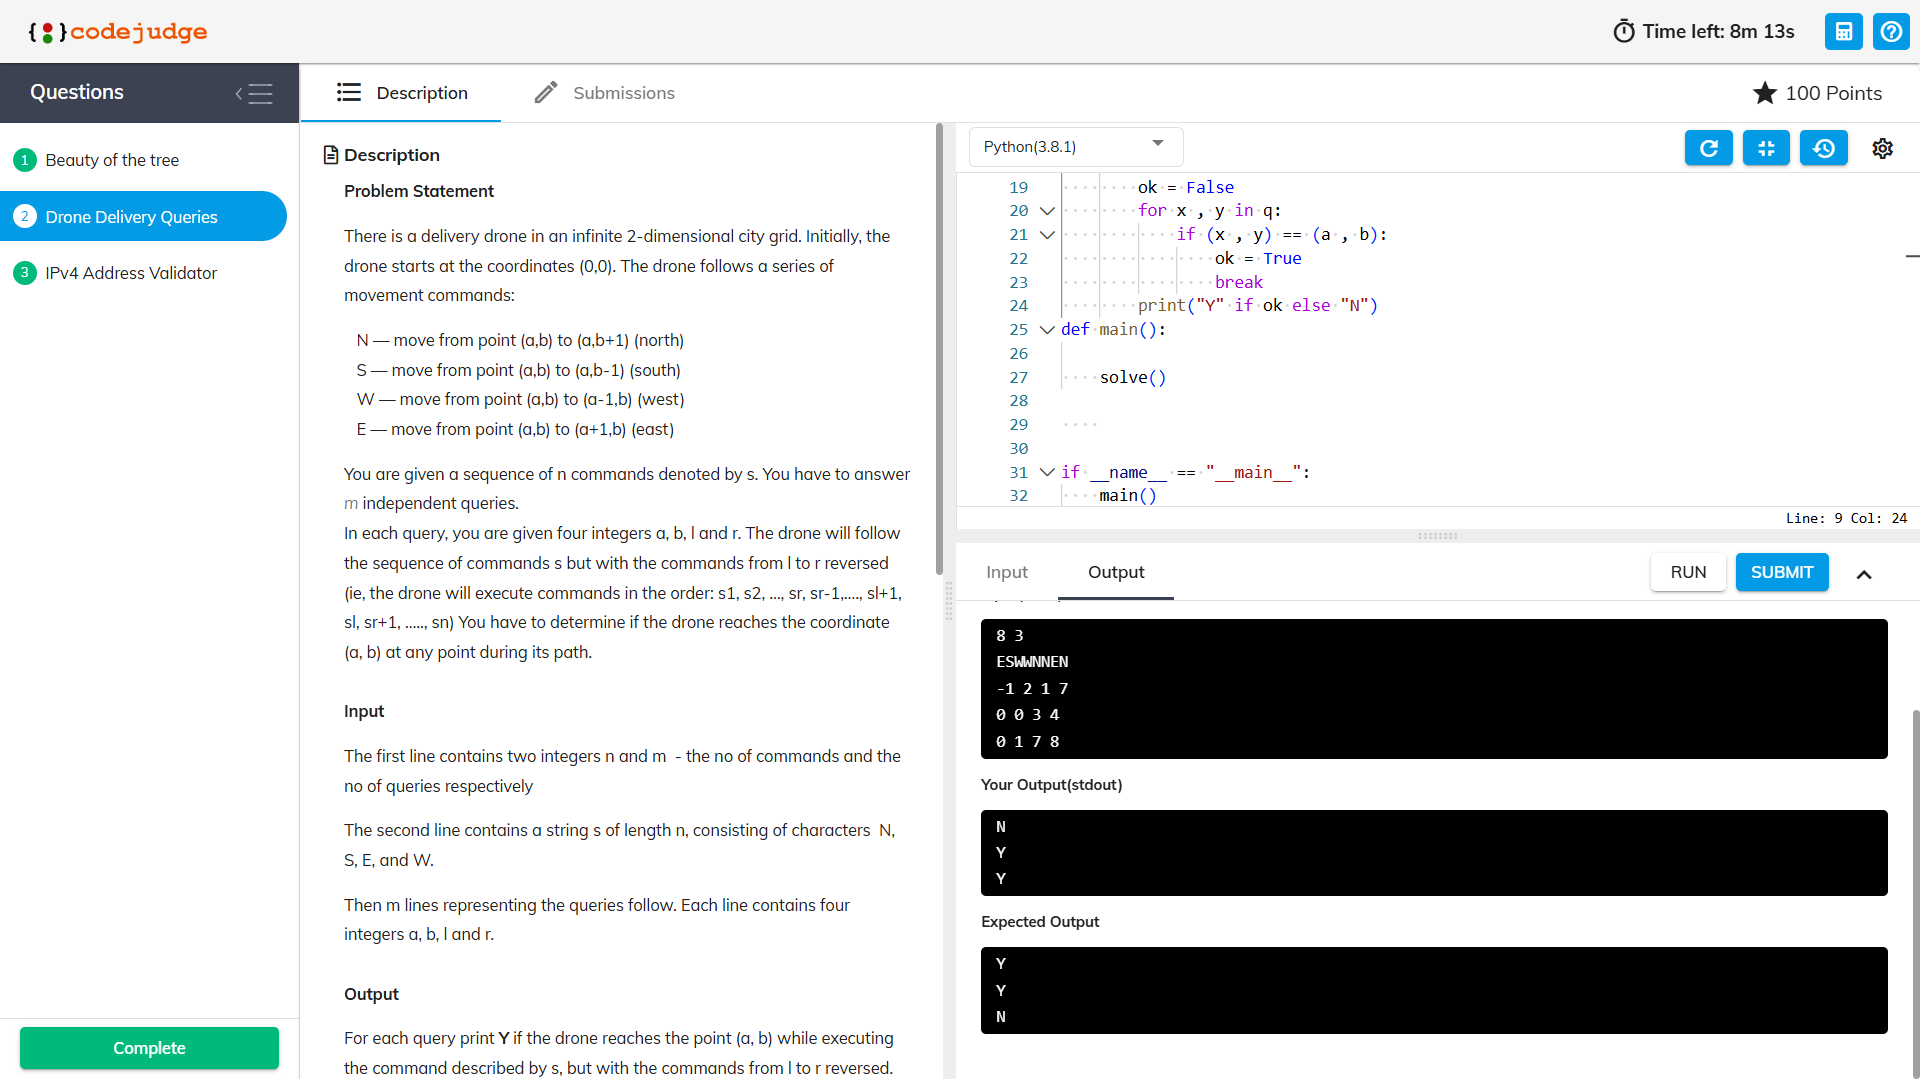 { }codejudge
Time left: 8m 13s
Questions
Description
Submissions
100 Points
1 Beauty of the tree
2 Drone Delivery Queries
3 IPv4 Address Validator
Complete
Description
Problem Statement
There is a delivery drone in an infinite 2-dimensional city grid. Initially, the
drone starts at the coordinates (0,0). The drone follows a series of
movement commands:
N — move from point (a,b) to (a,b+1) (north)
S — move from point (a,b) to (a,b-1) (south)
W — move from point (a,b) to (a-1,b) (west)
E — move from point (a,b) to (a+1,b) (east)
You are given a sequence of n commands denoted by s. You have to answer
m independent queries.
In each query, you are given four integers a, b, l and r. The drone will follow
the sequence of commands s but with the commands from l to r reversed
(ie, the drone will execute commands in the order: s1, s2, ..., sr, sr-1,...., sl+1,
sl, sr+1, ....., sn) You have to determine if the drone reaches the coordinate
(a, b) at any point during its path.
Input
The first line contains two integers n and m  - the no of commands and the
no of queries respectively
The second line contains a string s of length n, consisting of characters  N,
S, E, and W.
Then m lines representing the queries follow. Each line contains four
integers a, b, l and r.
Output
For each query print Y if the drone reaches the point (a, b) while executing
the command described by s, but with the commands from l to r reversed.
Python(3.8.1)
19 ok = False
20 for x , y in q:
21 if (x , y) == (a , b):
22 ok = True
23 break
24 print("Y" if ok else "N")
25 def main():
26
27 solve()
28
29
30
31 if __name__ == "__main__":
32 main()
Line: 9 Col: 24
Input
Output
RUN
SUBMIT
8 3
ESWWNNEN
-1 2 1 7
0 0 3 4
0 1 7 8
Your Output(stdout)
N
Y
Y
Expected Output
Y
Y
N